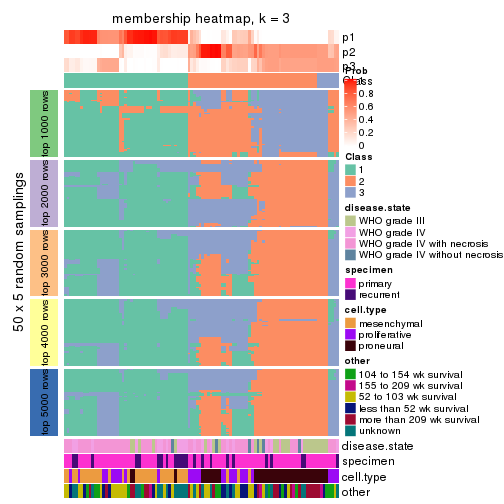 membership heatmap, k = 3
p1
p2
p3
Prob
Class
0.8
0.6
0.4
0.2
0
50 x 5 random samplings
top 1000 rows
top 2000 rows
top 3000 rows
top 4000 rows
top 5000 rows
Class
1
2
3
disease.state
WHO grade III
WHO grade IV
WHO grade IV with necrosis
WHO grade IV without necrosis
specimen
primary
recurrent
cell.type
mesenchymal
proliferative
proneural
other
104 to 154 wk survival
155 to 209 wk survival
52 to 103 wk survival
less than 52 wk survival
more than 209 wk survival
unknown
disease.state
specimen
cell.type
other